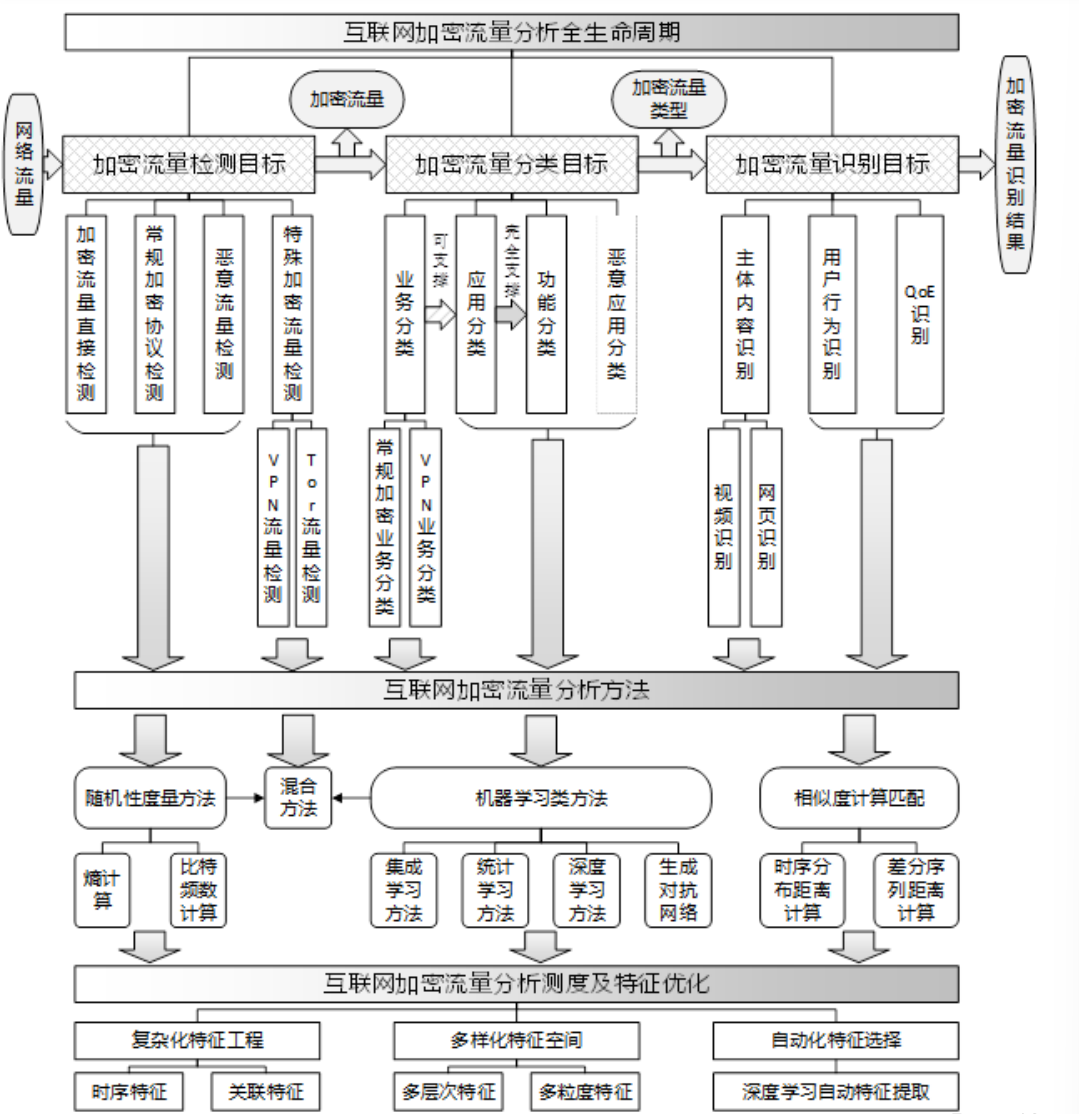 互联网加密流量分析全生命周期
网络流量
加密流量
加密流量
类型
加密流量识别结果
加密流量检测目标
加密流量分类目标
加密流量识别目标
加密流量直接检测
常规加密协议检测
恶意流量检测
特殊加密流量检测
业务分类
可支撑
应用分类
完全支撑
功能分类
恶意应用分类
主体内容识别
用户行为识别
QoE识别
VPN流量检测
Tor流量检测
常规加密业务分类
VPN业务分类
视频识别
网页识别
互联网加密流量分析方法
随机性度量方法
混合
方法
机器学习类方法
相似度计算匹配
熵计
算
比特
频数
计算
集成
学习
方法
统计
学习
方法
深度
学习
方法
生成
对抗
网络
时序分
布距离
计算
差分序
列距离
计算
互联网加密流量分析测度及特征优化
复杂化特征工程
多样化特征空间
自动化特征选择
时序特征
关联特征
多层次特征
多粒度特征
深度学习自动特征提取